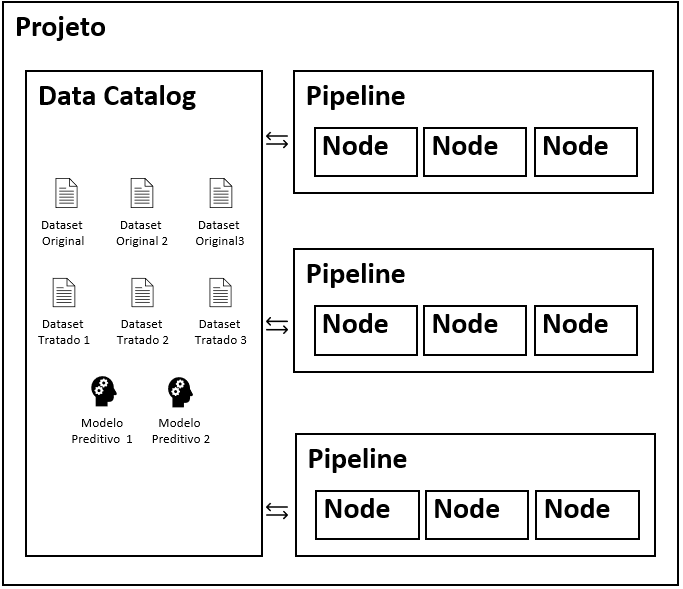 Projeto
Data Catalog
Dataset
Original
Dataset
Original 2
Dataset
Original3
Dataset
Tratado 1
Dataset
Tratado 2
Dataset
Tratado 3
Modelo
Preditivo  1
Modelo
Preditivo 2
Pipeline
Node
Node
Node
Pipeline
Node
Node
Node
Pipeline
Node
Node
Node